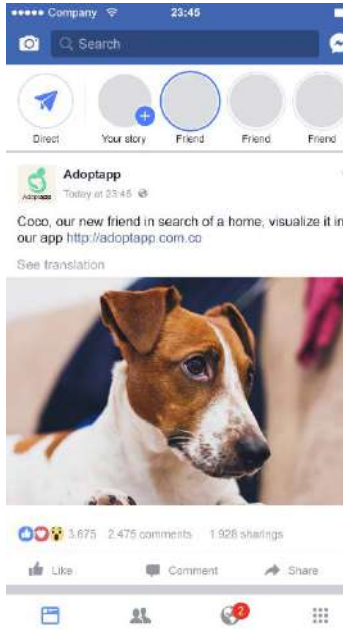 Company 23:45
Search
Direct Your story Friend Friend Friend
Adoptapp
Adoptapp
Today at 23:45
Coco, our new friend in search of a home, visualize it in
our app http://adoptapp.com.co
See translation
3.675 2.475 comments 1.928 sharings
Like Comment Share
2